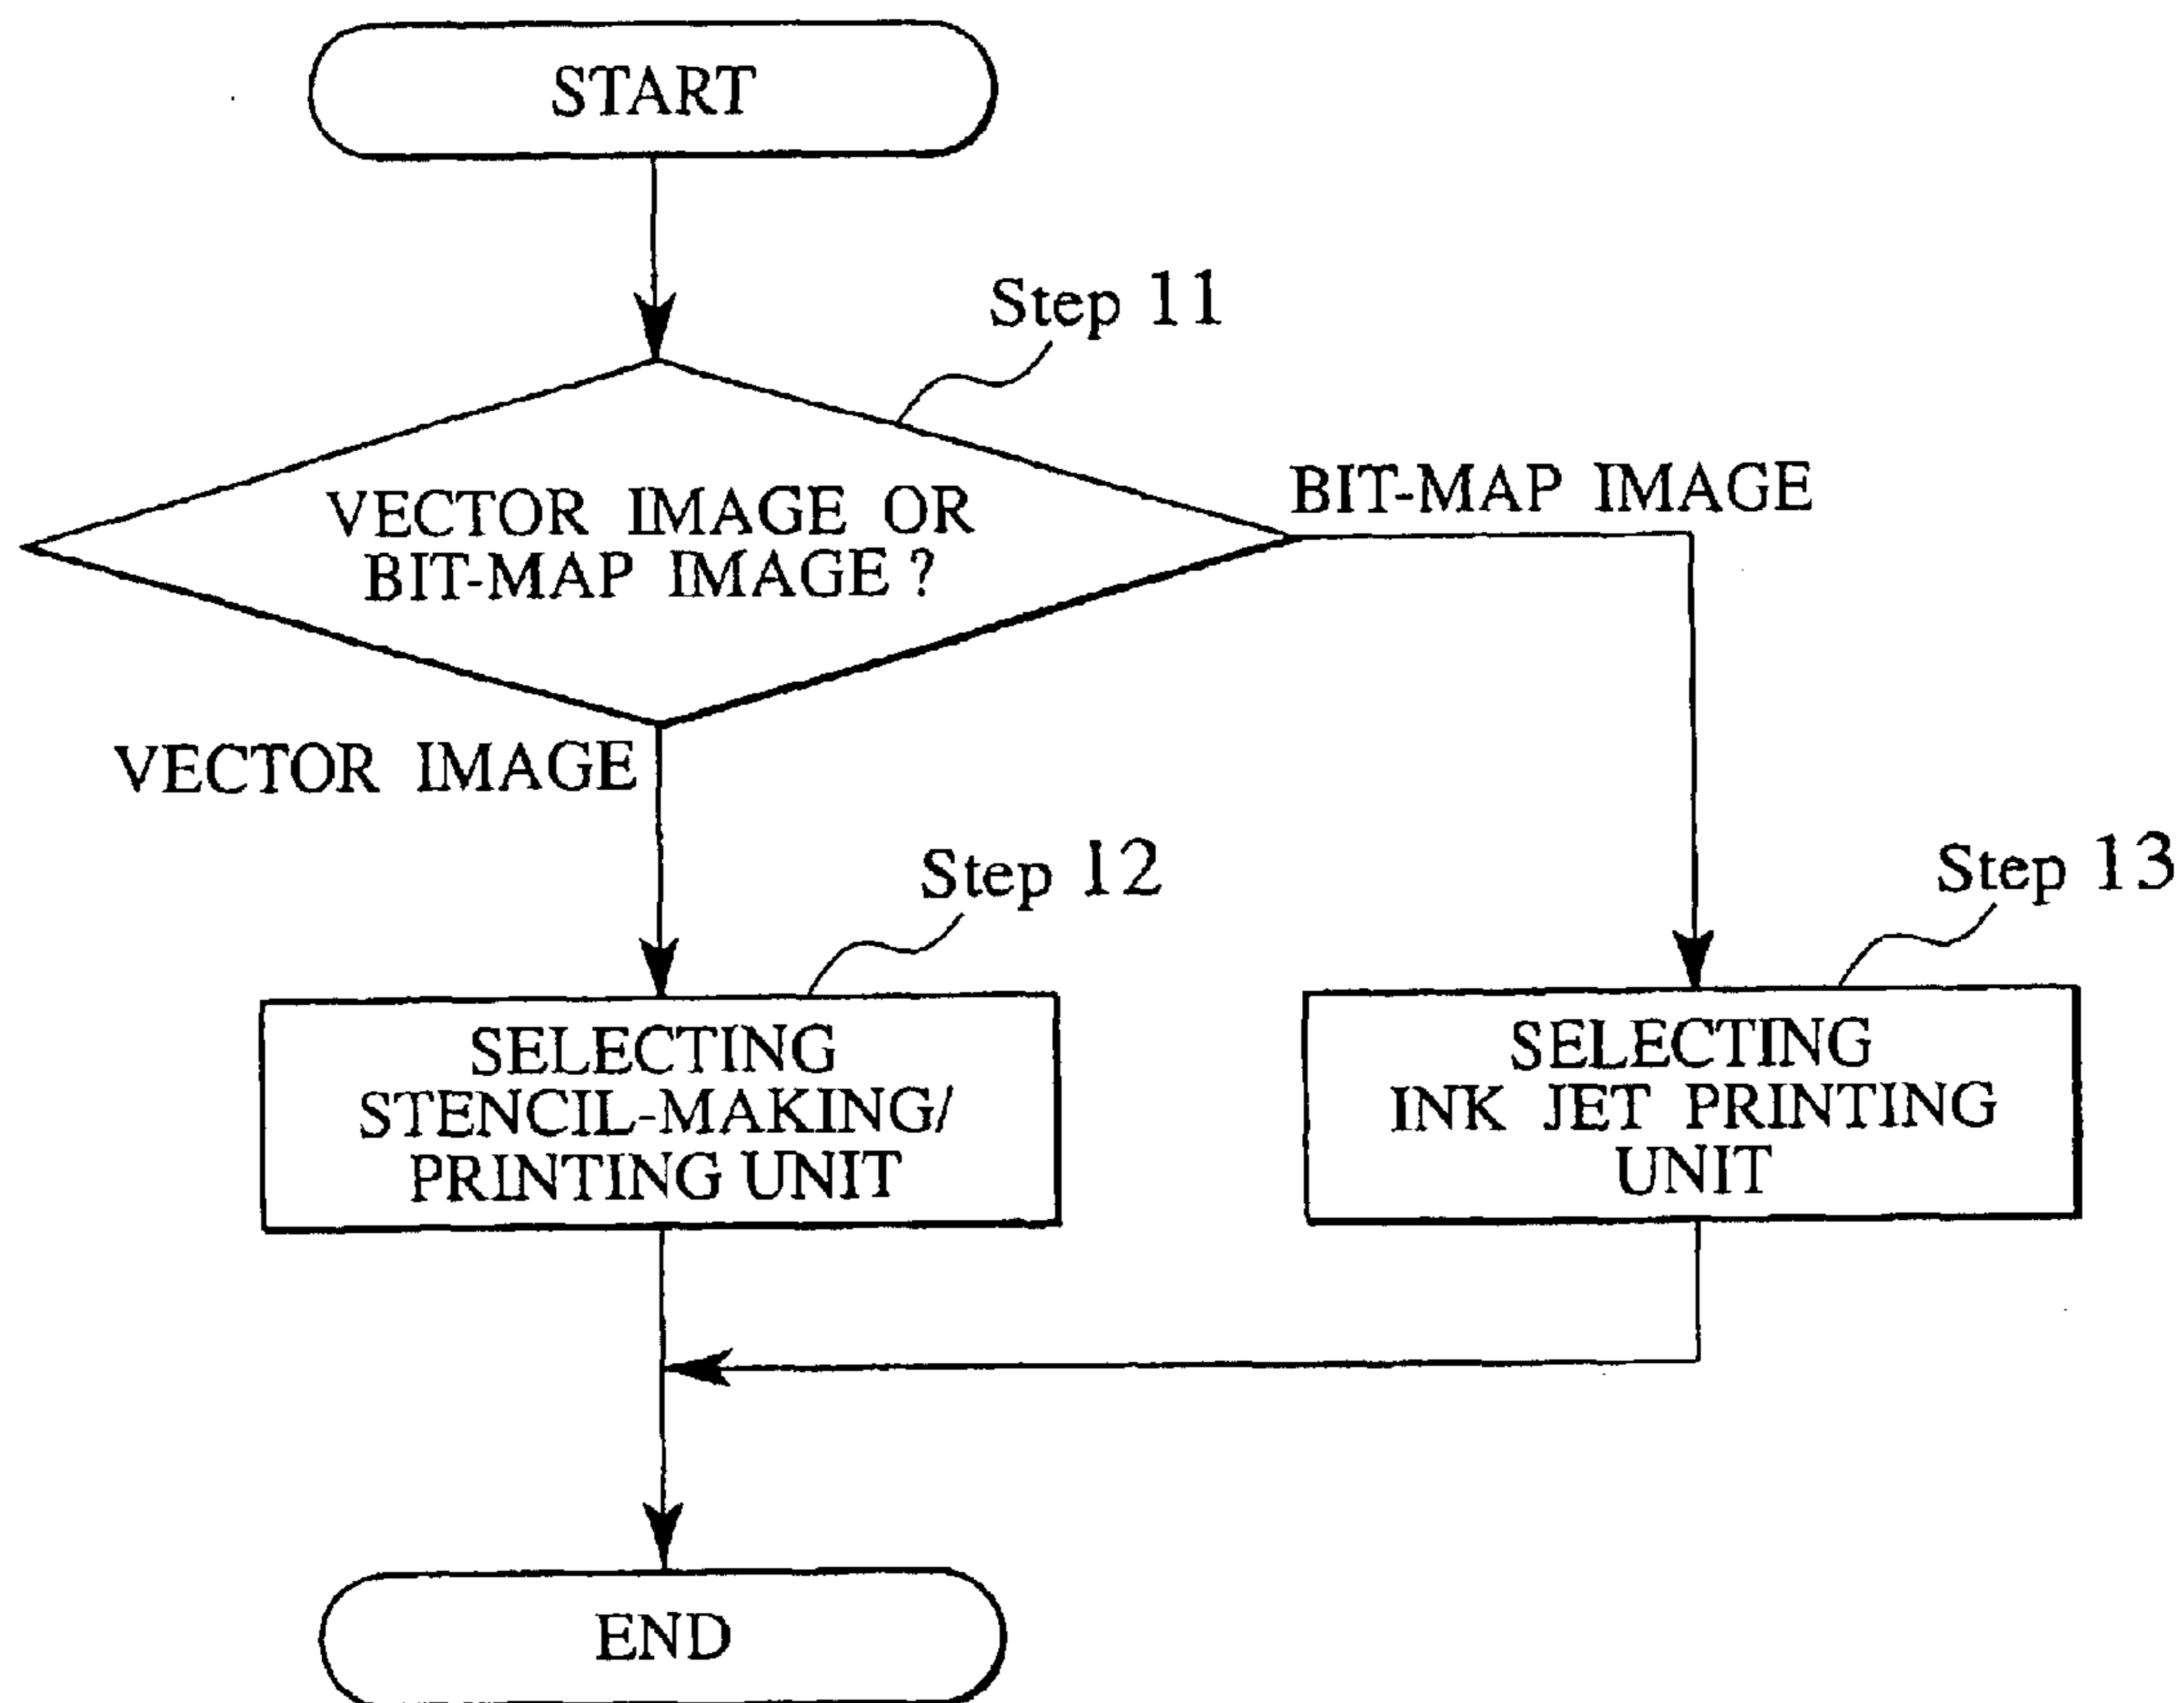 START
Step 11
VECTOR IMAGE OR
BIT-MAP IMAGE ?
BIT-MAP IMAGE
VECTOR IMAGE
Step 12
Step 13
SELECTING
STENCIL-MAKING/
PRINTING UNIT
SELECTING
INK JET PRINTING
UNIT
END